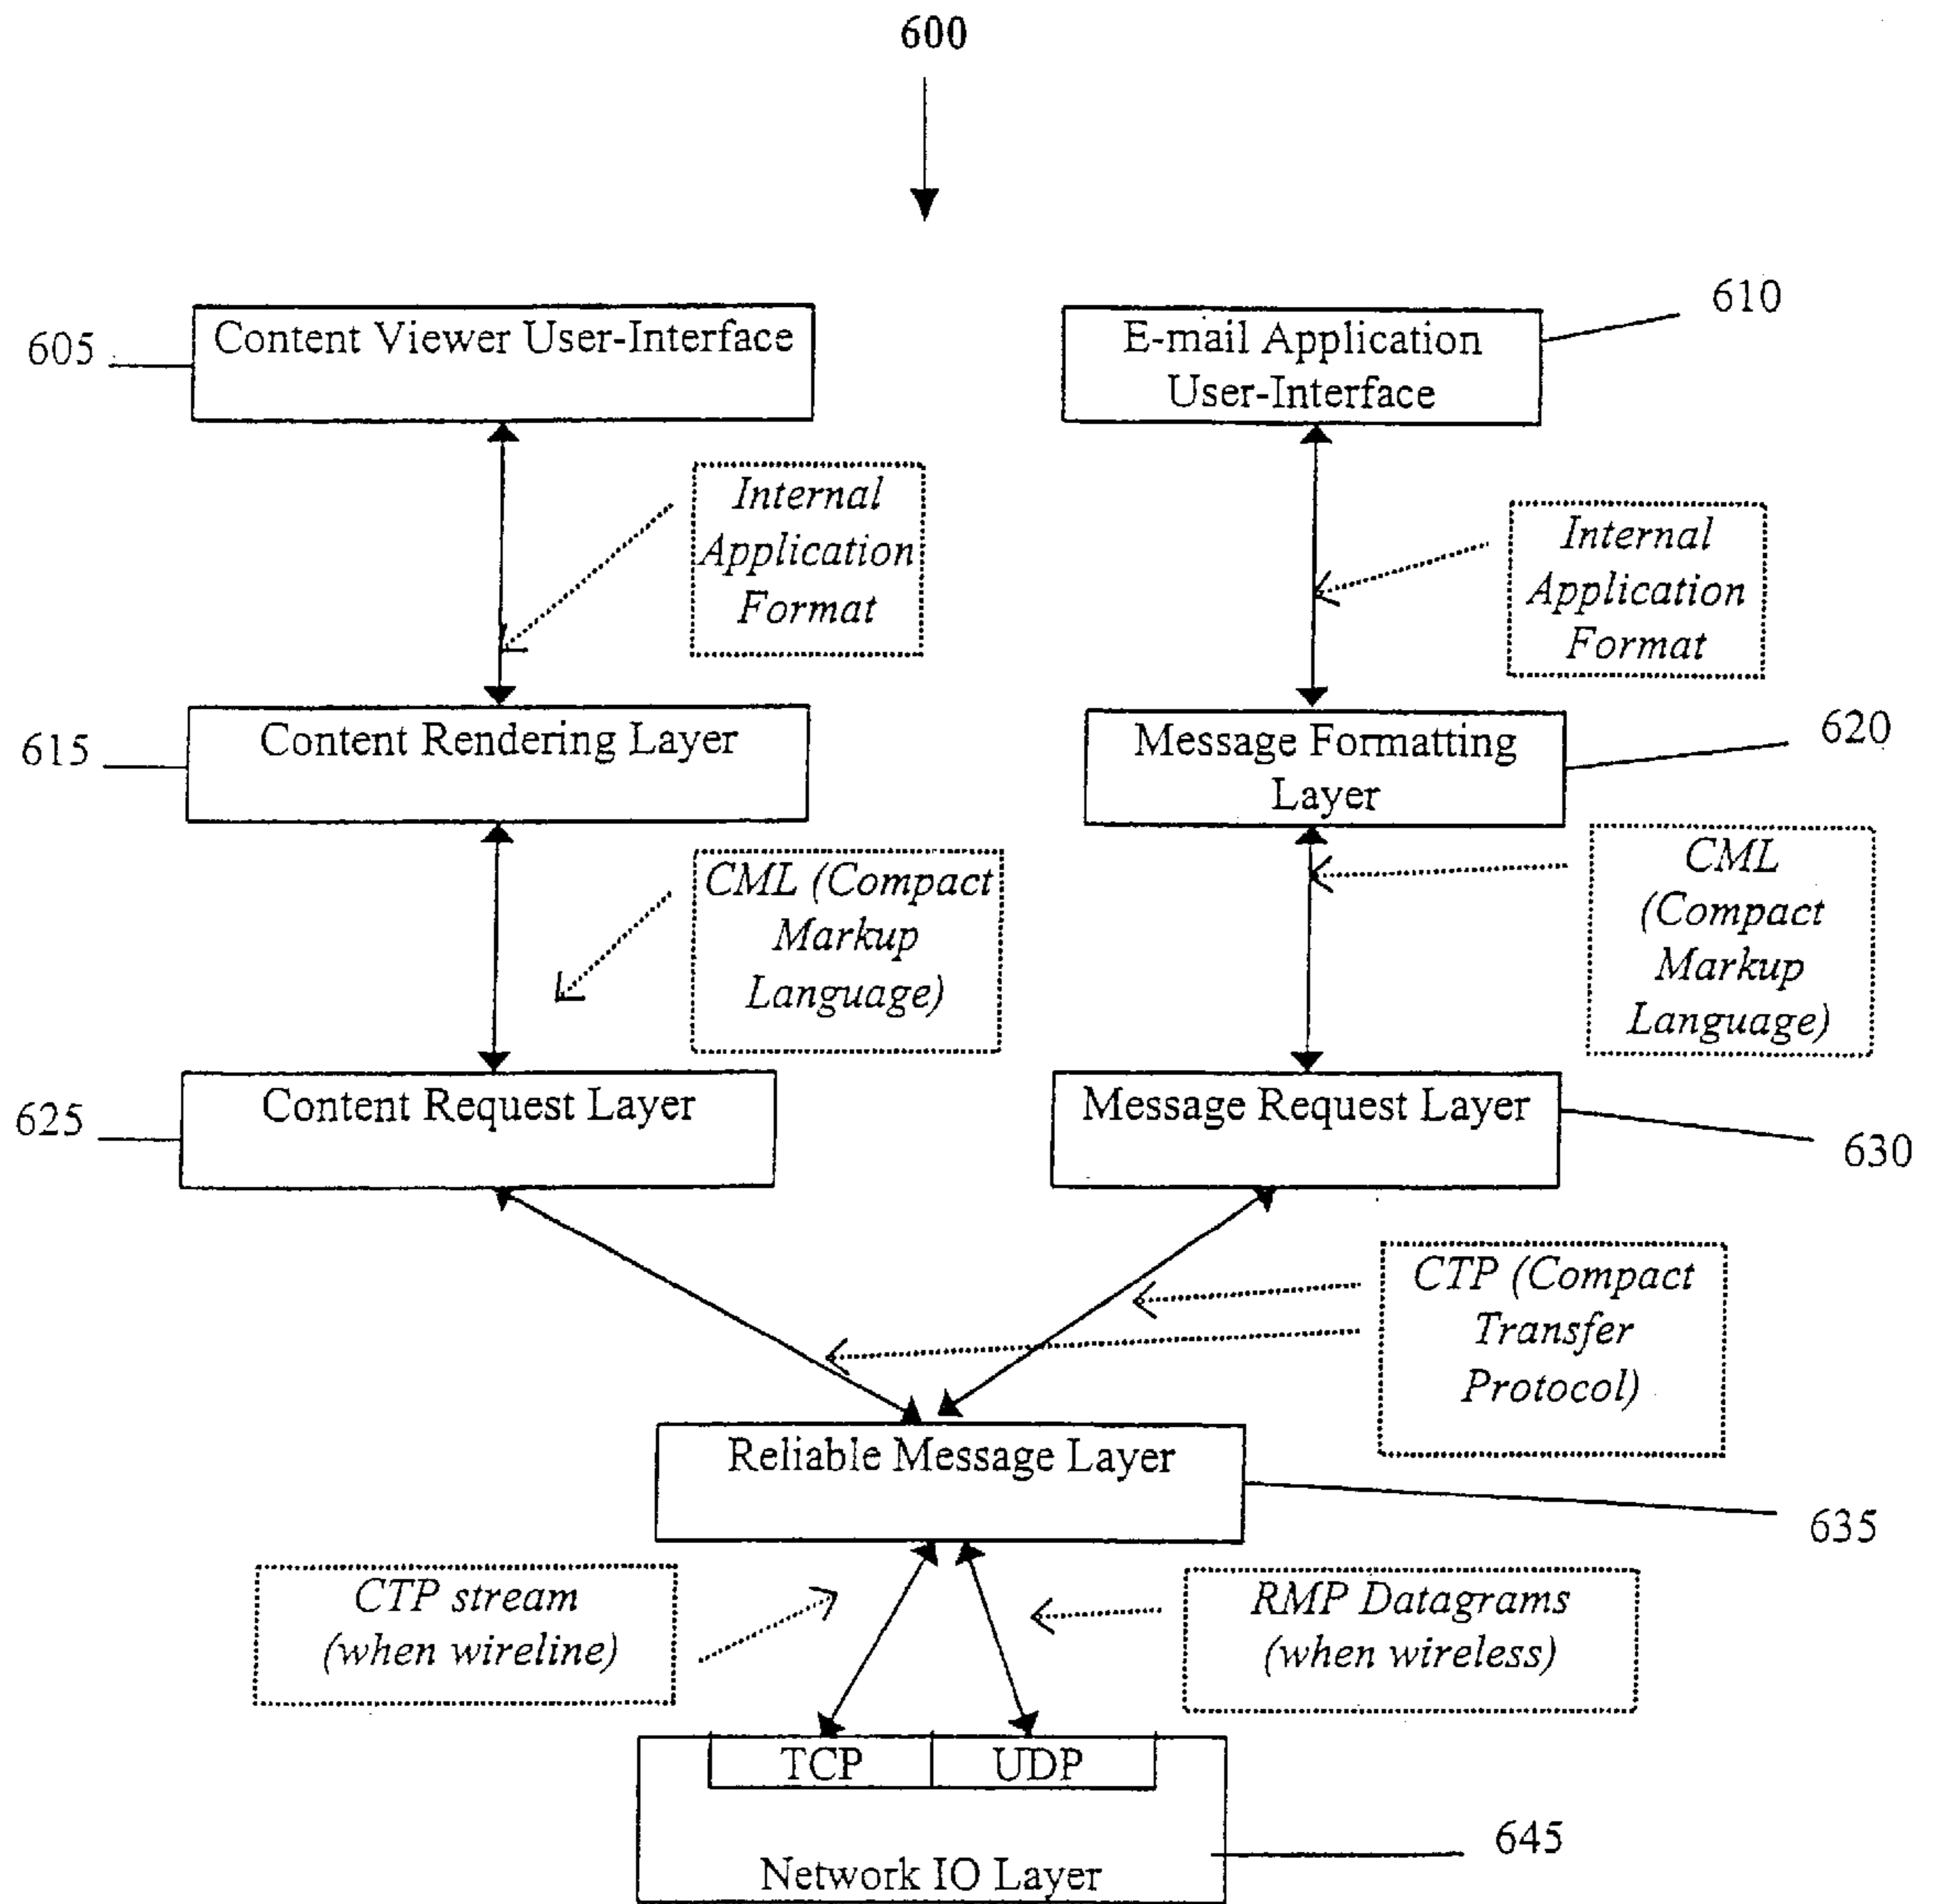 600
605
Content Viewer User-Interface
E-mail Application
User-Interface
610
Internal
Application
Format
Internal
Application
Format
615
Content Rendering Layer
Message Formatting
Layer
620
CML (Compact
Markup
Language)
CML
(Compact
Markup
Language)
625
Content Request Layer
Message Request Layer
630
CTP (Compact
Transfer
Protocol)
Reliable Message Layer
635
CTP stream
(when wireline)
RMP Datagrams
(when wireless)
TCP
UDP
Network IO Layer
645